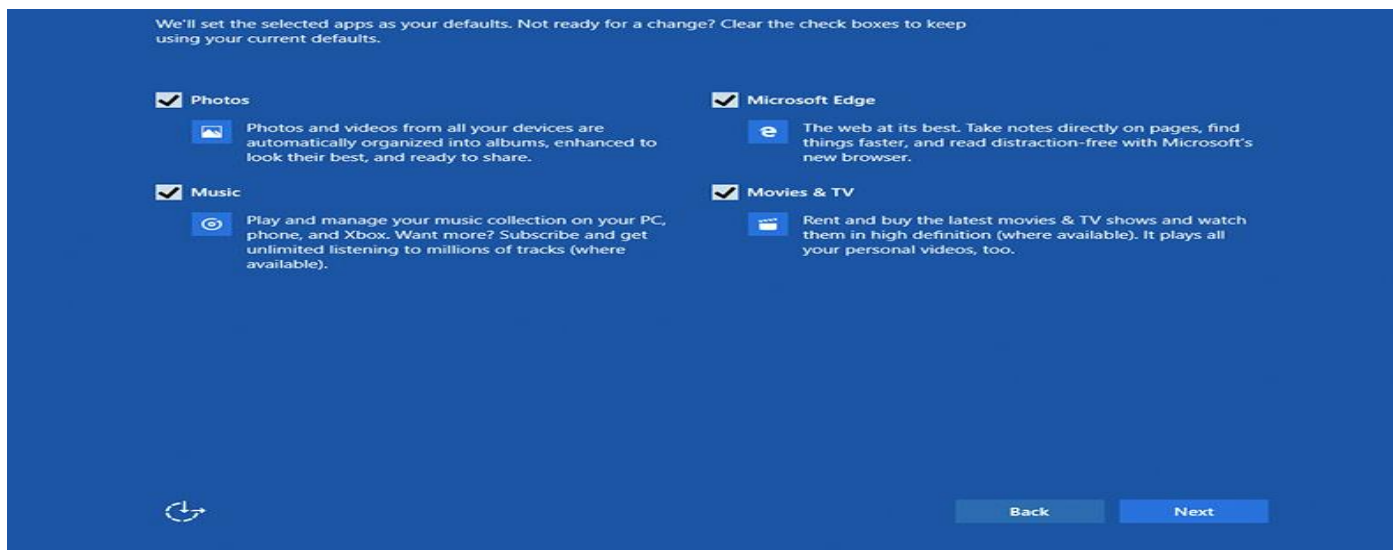 We'll set the selected apps as your defaults. Not ready for a change? Clear the check boxes to keep
using your current defaults.
Photos
Photos and videos from all your devices are
automatically organized into albums, enhanced to
look their best, and ready to share.
Music
Play and manage your music collection on your PC,
phone, and Xbox. Want more? Subscribe and get
unlimited listening to millions of tracks (where
available).
Microsoft Edge
The web at its best. Take notes directly on pages, find
things faster, and read distraction-free with Microsoft's
new browser.
Movies & TV
Rent and buy the latest movies & TV shows and watch
them in high definition (where available). It plays all
your personal videos, too.
Back
Next